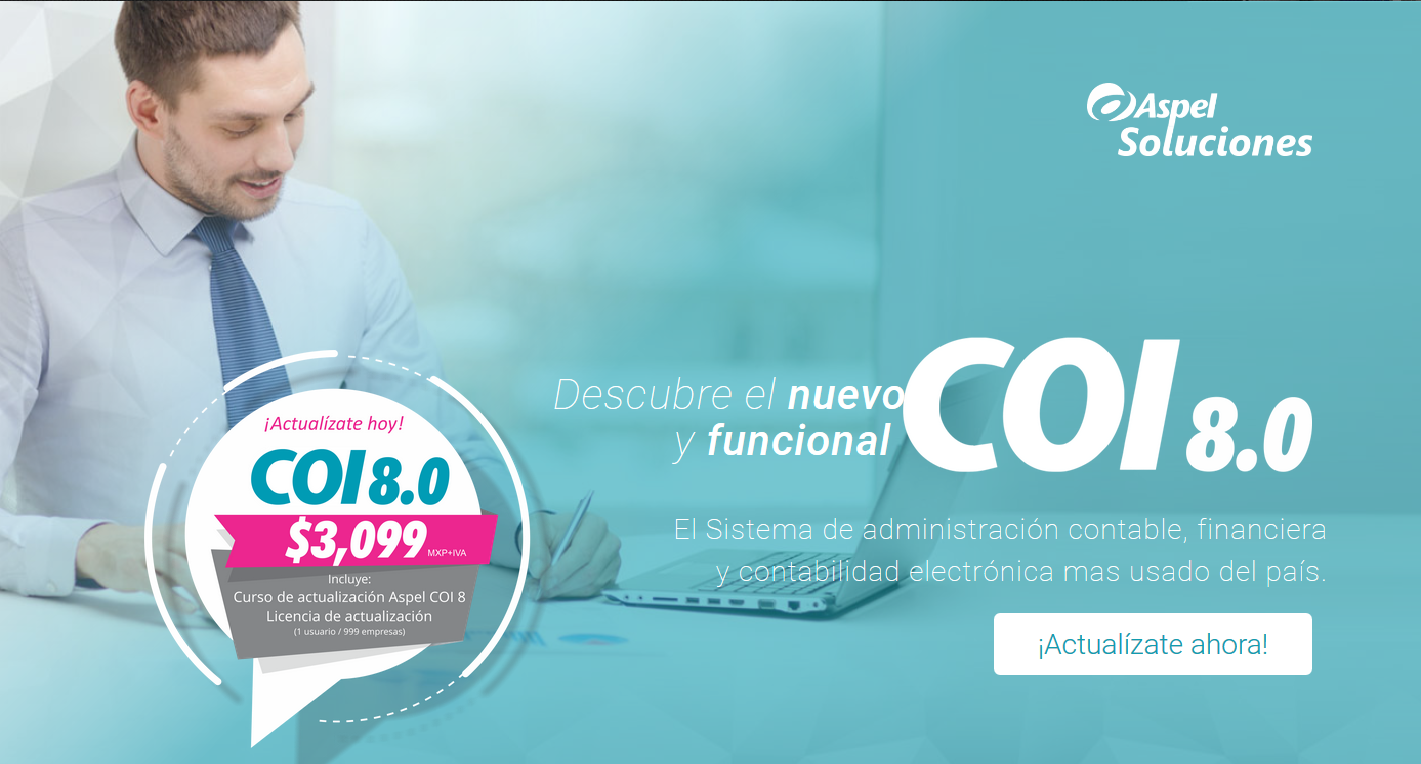 Aspel
Soluciones
Descubre el nuevo
y funcional
COI 8.0
El Sistema de administración contable, financiera
y contabilidad electrónica mas usado del país.
¡Actualízate ahora!
¡Actualízate hoy!
COI 8.0
$3,099 MXP+IVA
Incluye:
Curso de actualización Aspel COI 8
Licencia de actualización
(1 usuario / 999 empresas)